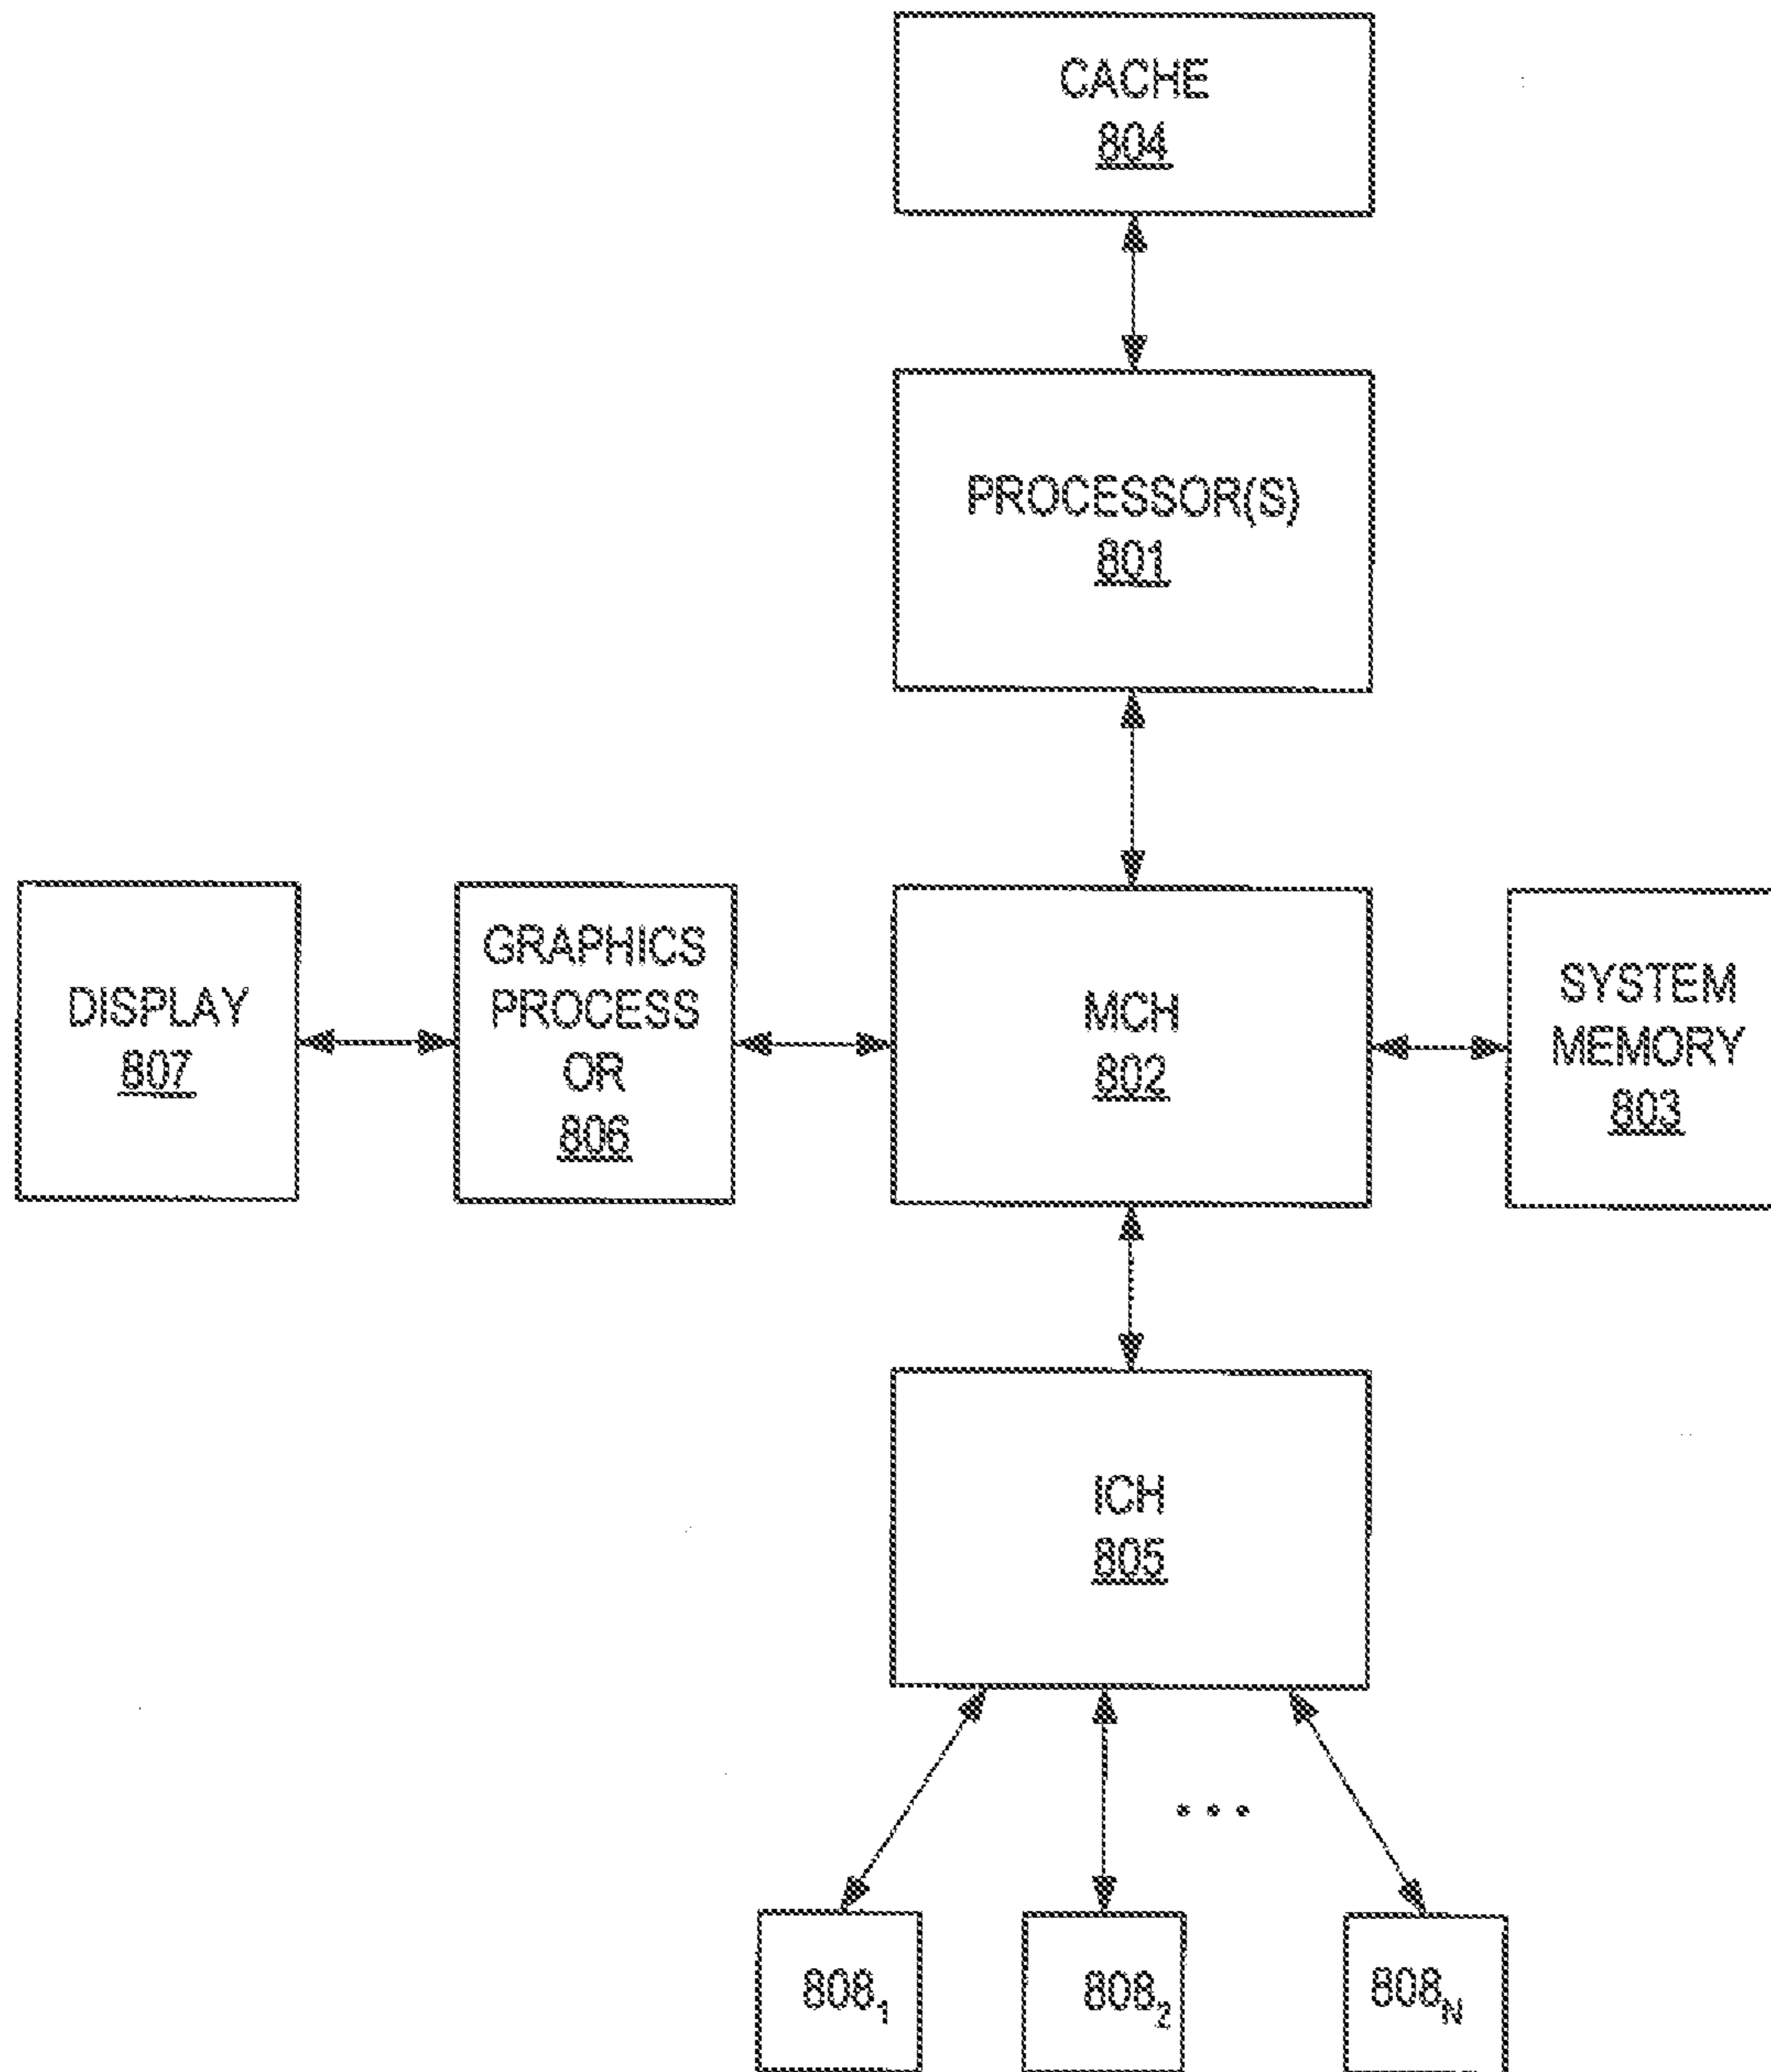 CACHE
804
PROCESSOR(S)
801
DISPLAY
807
GRAPHICS
PROCESS
OR
806
MCH
802
SYSTEM
MEMORY
803
ICH
805
...
808₁
808₂
808N